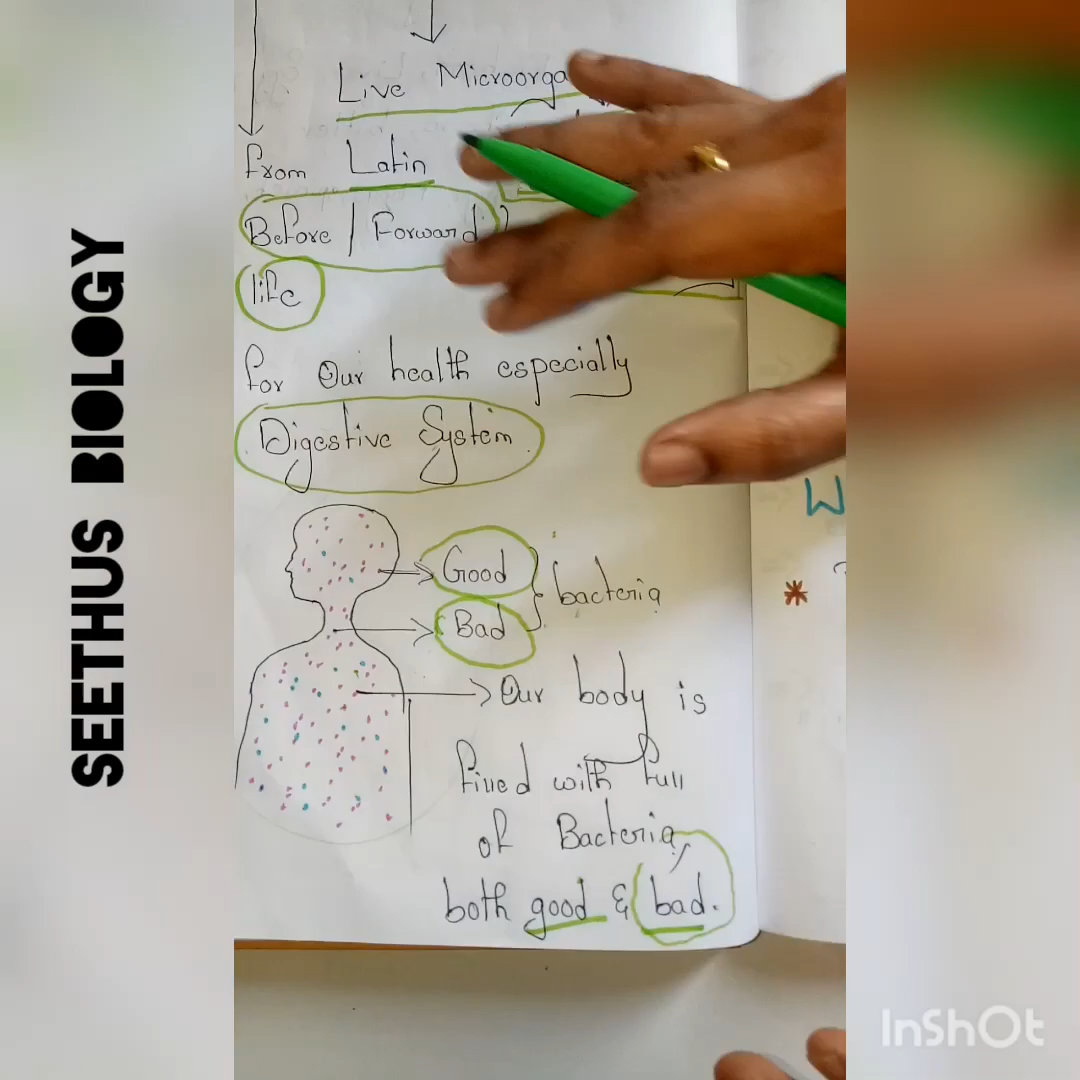 SEETHUS BIOLOGY
Live Microorga
from Latin
Before / Forward
life
for Our health especially
Digestive System.
Good
Bad
bacteria
Our body is
filled with full
of Bacteria,
both good & bad.
W
*
InShOt